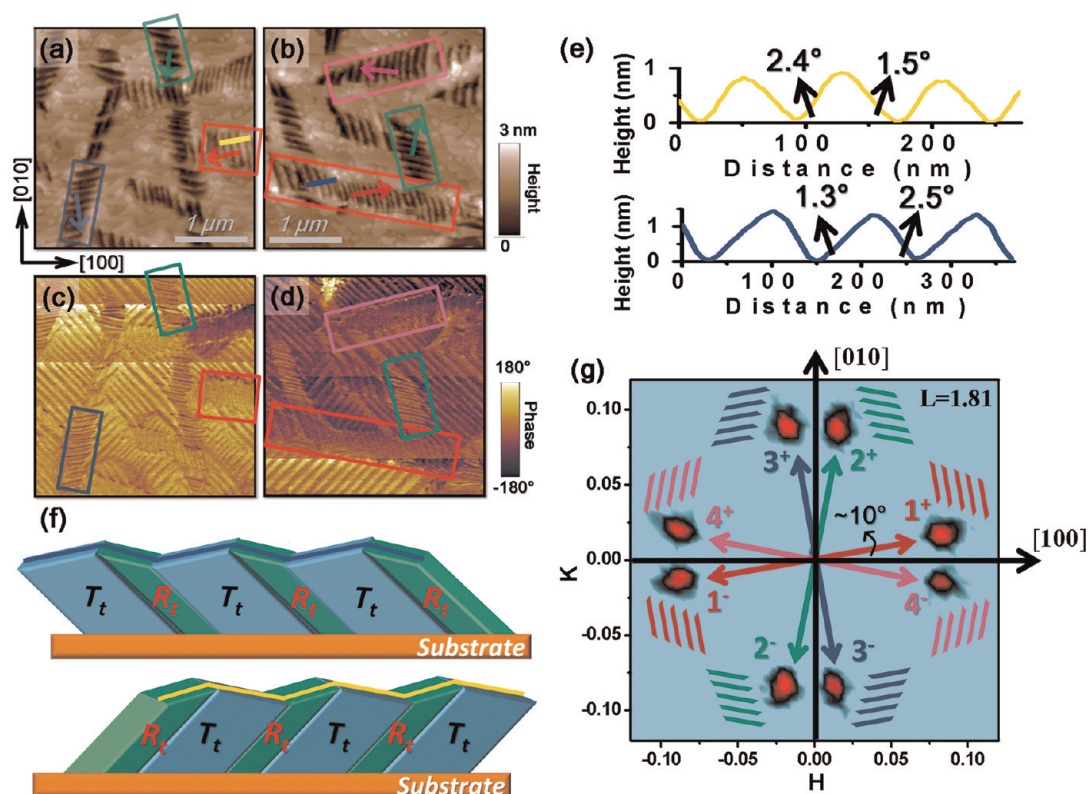 (a)
(b)
3 nm
Height
0
[010]
[100]
1 µm
1 µm
(c)
(d)
180°
Phase
-180°
(e)
Height (nm)
1
0
2.4°
1.5°
0
100
200
Distance (nm)
Height (nm)
1
0
1.3°
2.5°
0
100
200
300
Distance (nm)
(f)
Tt
Rt
Tt
Rt
Tt
Rt
Substrate
Rt
Tt
Rt
Tt
Rt
Tt
Substrate
(g)
[010]
L=1.81
0.10
0.05
0.00
-0.05
-0.10
K
3+
2+
4+
~10°
1+
[100]
1-
4-
2-
3-
-0.10
-0.05
0.00
0.05
0.10
H